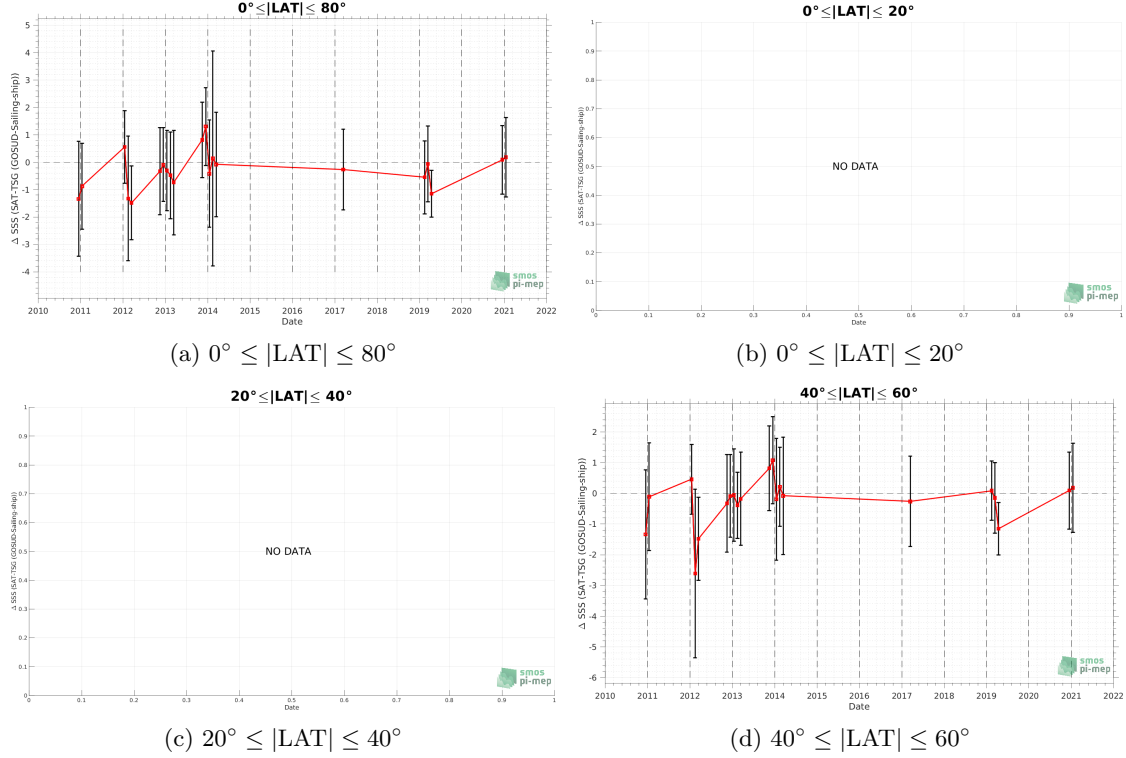 0°≤|LAT|≤ 80°
5
4
3
2
1
0
-1
-2
-3
-4
Δ SSS (SAT-TSG (GOSUD-Sailing-ship))
2010 2011 2012 2013 2014 2015 2016 2017 2018 2019 2020 2021 2022
Date
smos
pi-mep
(a) 0° ≤ |LAT| ≤ 80°
0°≤|LAT|≤ 20°
1
0.9
0.8
0.7
0.6
0.5
0.4
0.3
0.2
0.1
0
Δ SSS (SAT-TSG (GOSUD-Sailing-ship))
NO DATA
0 0.1 0.2 0.3 0.4 0.5 0.6 0.7 0.8 0.9 1
Date
smos
pi-mep
(b) 0° ≤ |LAT| ≤ 20°
20°≤|LAT|≤ 40°
1
0.9
0.8
0.7
0.6
0.5
0.4
0.3
0.2
0.1
0
Δ SSS (SAT-TSG (GOSUD-Sailing-ship))
NO DATA
0 0.1 0.2 0.3 0.4 0.5 0.6 0.7 0.8 0.9 1
Date
smos
pi-mep
(c) 20° ≤ |LAT| ≤ 40°
40°≤|LAT|≤ 60°
2
1
0
-1
-2
-3
-4
-5
-6
Δ SSS (SAT-TSG (GOSUD-Sailing-ship))
2010 2011 2012 2013 2014 2015 2016 2017 2018 2019 2020 2021 2022
Date
smos
pi-mep
(d) 40° ≤ |LAT| ≤ 60°